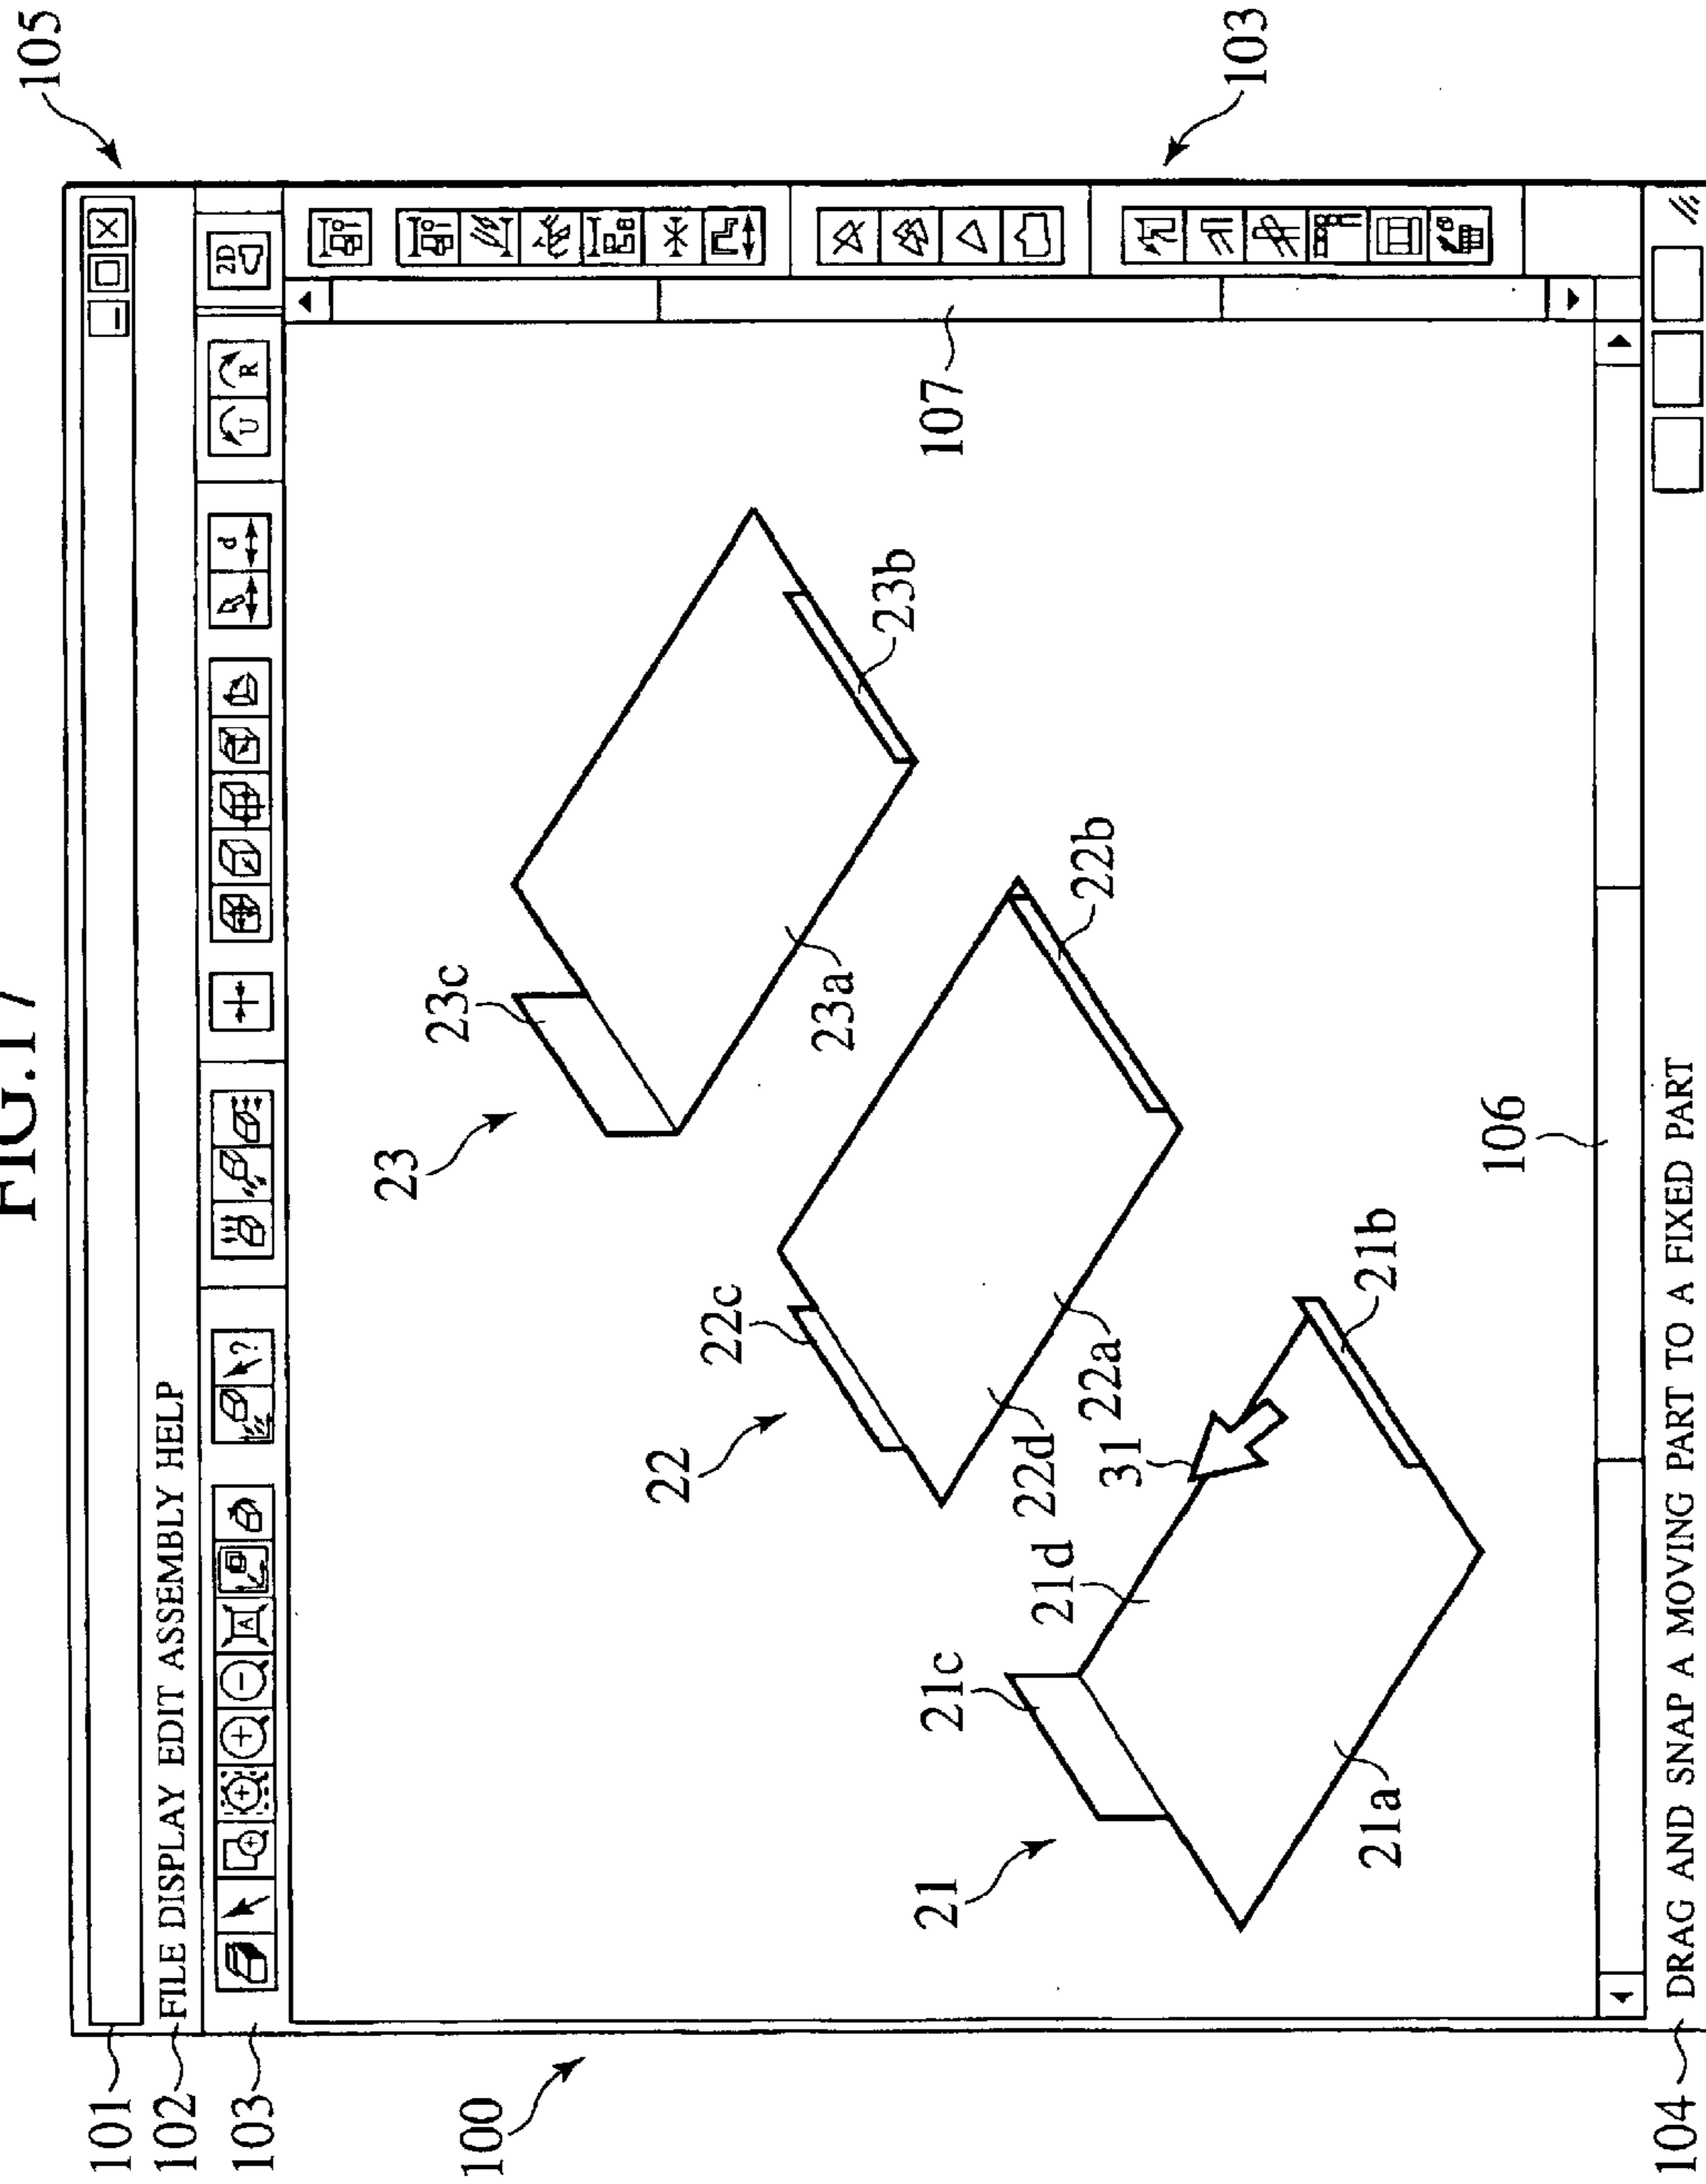 FIG.17
105
101
102
FILE DISPLAY EDIT ASSEMBLY HELP
103
? A d U R 2D
100
23c
23
23b
23a
22c
22
22b
22a
22d
107
103
31
21d
21c
21
21b
21a
106
104
DRAG AND SNAP A MOVING PART TO A FIXED PART